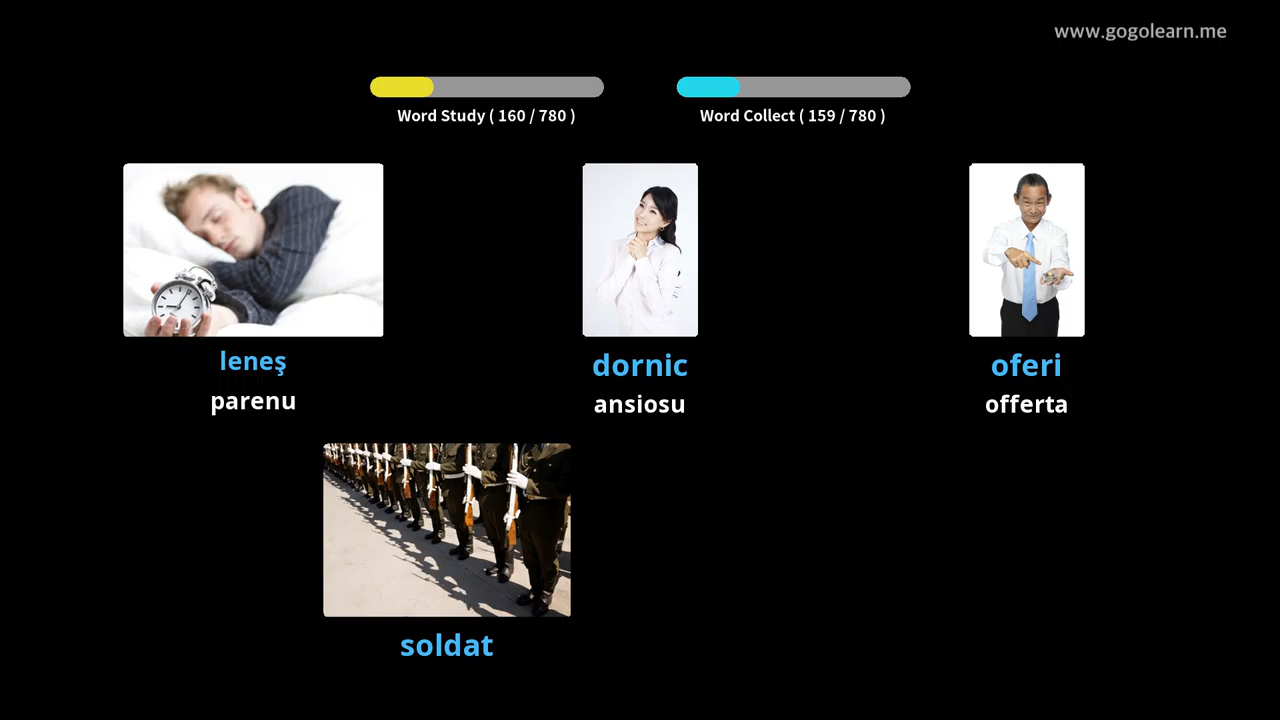 www.gogolearn.me
Word Study ( 160 / 780 )
Word Collect ( 159 / 780 )
leneş
dornic
oferi
parenu
ansiosu
offerta
soldat